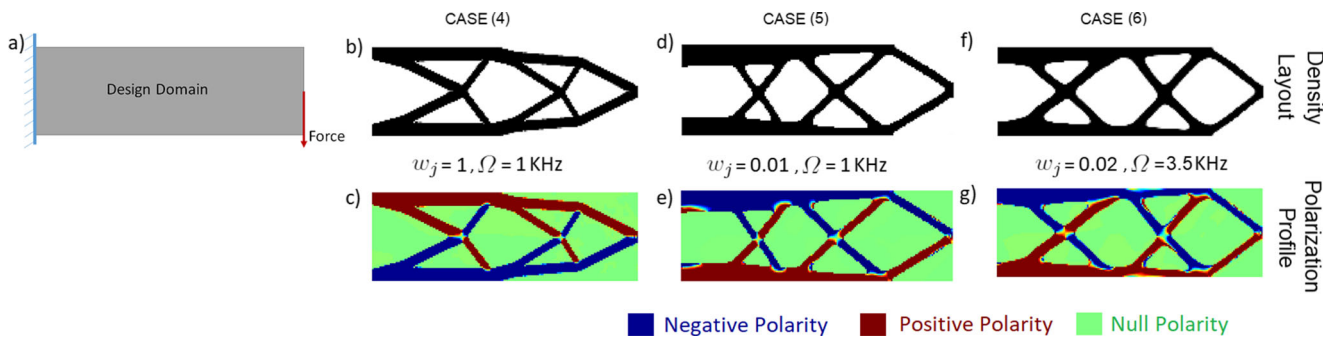 CASE (4)
CASE (5)
CASE (6)
a)
b)
d)
f)
Design Domain
Force
Density
Layout
w_j = 1 , Ω = 1 KHz
w_j = 0.01 , Ω = 1 KHz
w_j = 0.02 , Ω = 3.5 KHz
c)
e)
g)
Polarization
Profile
Negative Polarity
Positive Polarity
Null Polarity